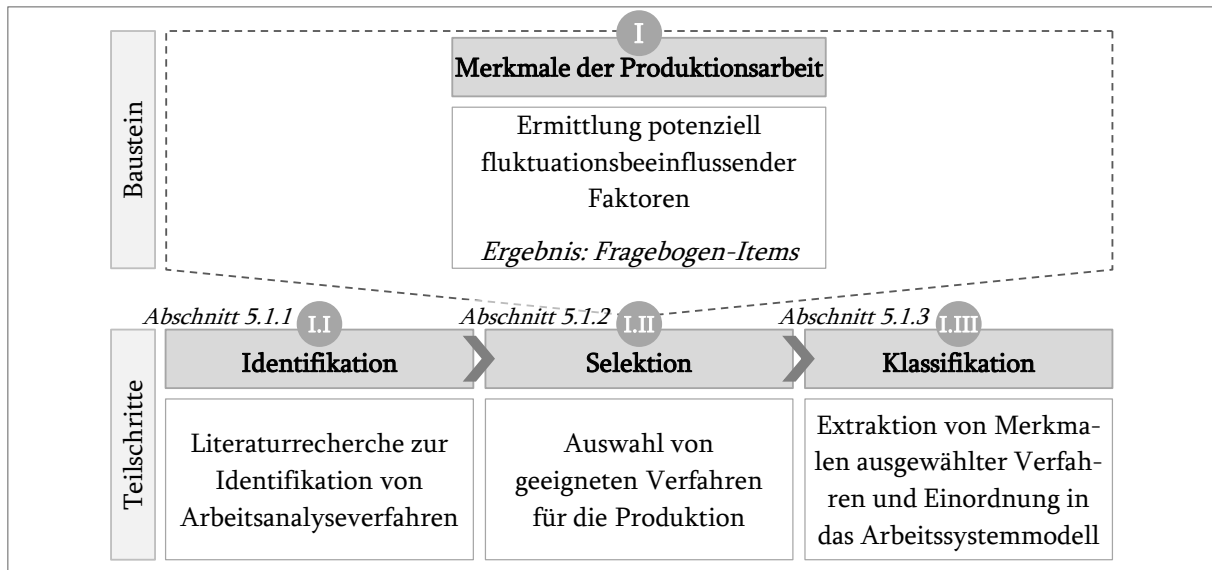 Baustein
I
Merkmale der Produktionsarbeit
Ermittlung potenziell
fluktuationsbeeinflussender
Faktoren
Ergebnis: Fragebogen-Items
Teilschritte
Abschnitt 5.1.1
I.I
Identifikation
Literaturrecherche zur
Identifikation von
Arbeitsanalyseverfahren
Abschnitt 5.1.2
I.II
Selektion
Auswahl von
geeigneten Verfahren
für die Produktion
Abschnitt 5.1.3
I.III
Klassifikation
Extraktion von Merkma-
len ausgewählter Verfah-
ren und Einordnung in
das Arbeitssystemmodell